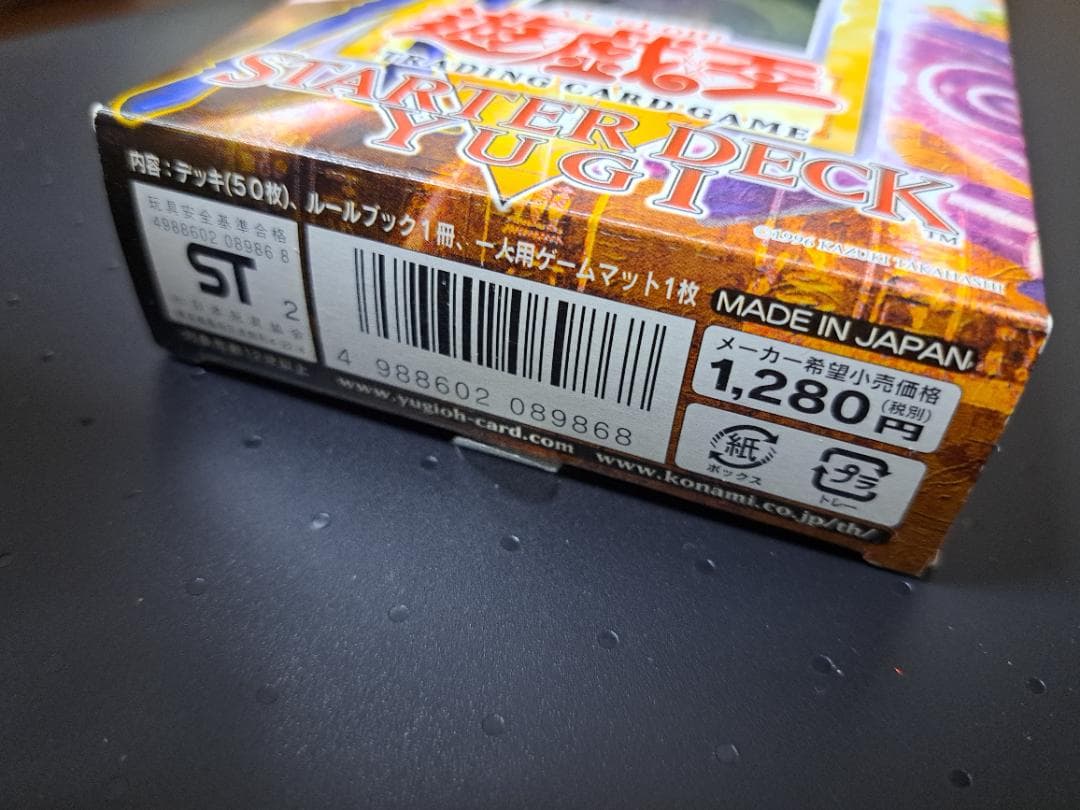 遊戯王
TRADING CARD GAME
STARTER DECK
YUGI
™
©1996 KAZUKI TAKAHASHI
内容：デッキ(50枚)、ルールブック1冊、一人用ゲームマット1枚
玩具安全基準合格
4988602 08986 8
ST
2
4 988602 089868
MADE IN JAPAN
メーカー希望小売価格
1,280円(税別)
紙
ボックス
プラ
トレー
www.yugioh-card.com www.konami.co.jp/th/